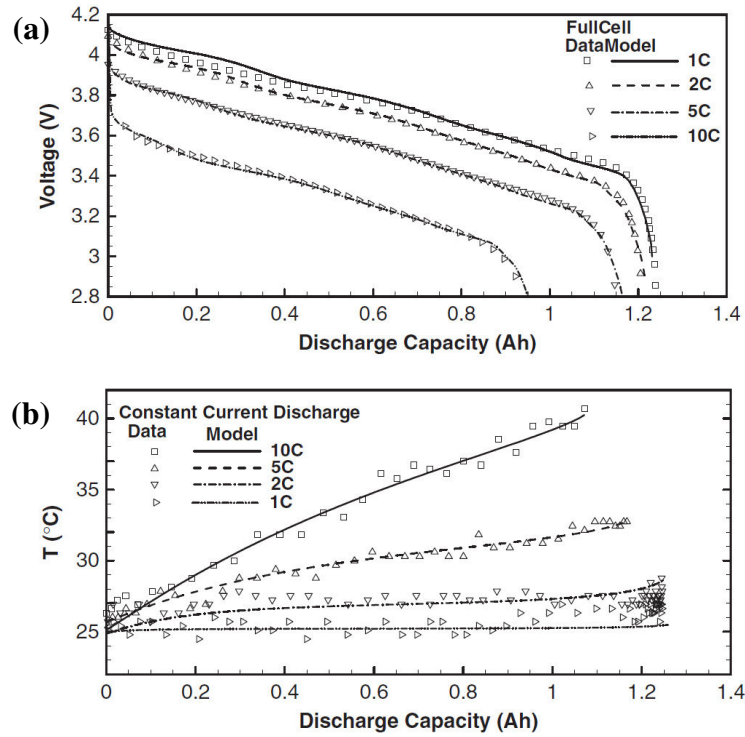 (a)
4.2
4
3.8
3.6
3.4
3.2
3
2.8
Voltage (V)
FullCell
DataModel
1C
2C
5C
10C
0 0.2 0.4 0.6 0.8 1 1.2 1.4
Discharge Capacity (Ah)
(b)
40
35
30
25
T (°C)
Constant Current Discharge
Data Model
10C
5C
2C
1C
0 0.2 0.4 0.6 0.8 1 1.2 1.4
Discharge Capacity (Ah)